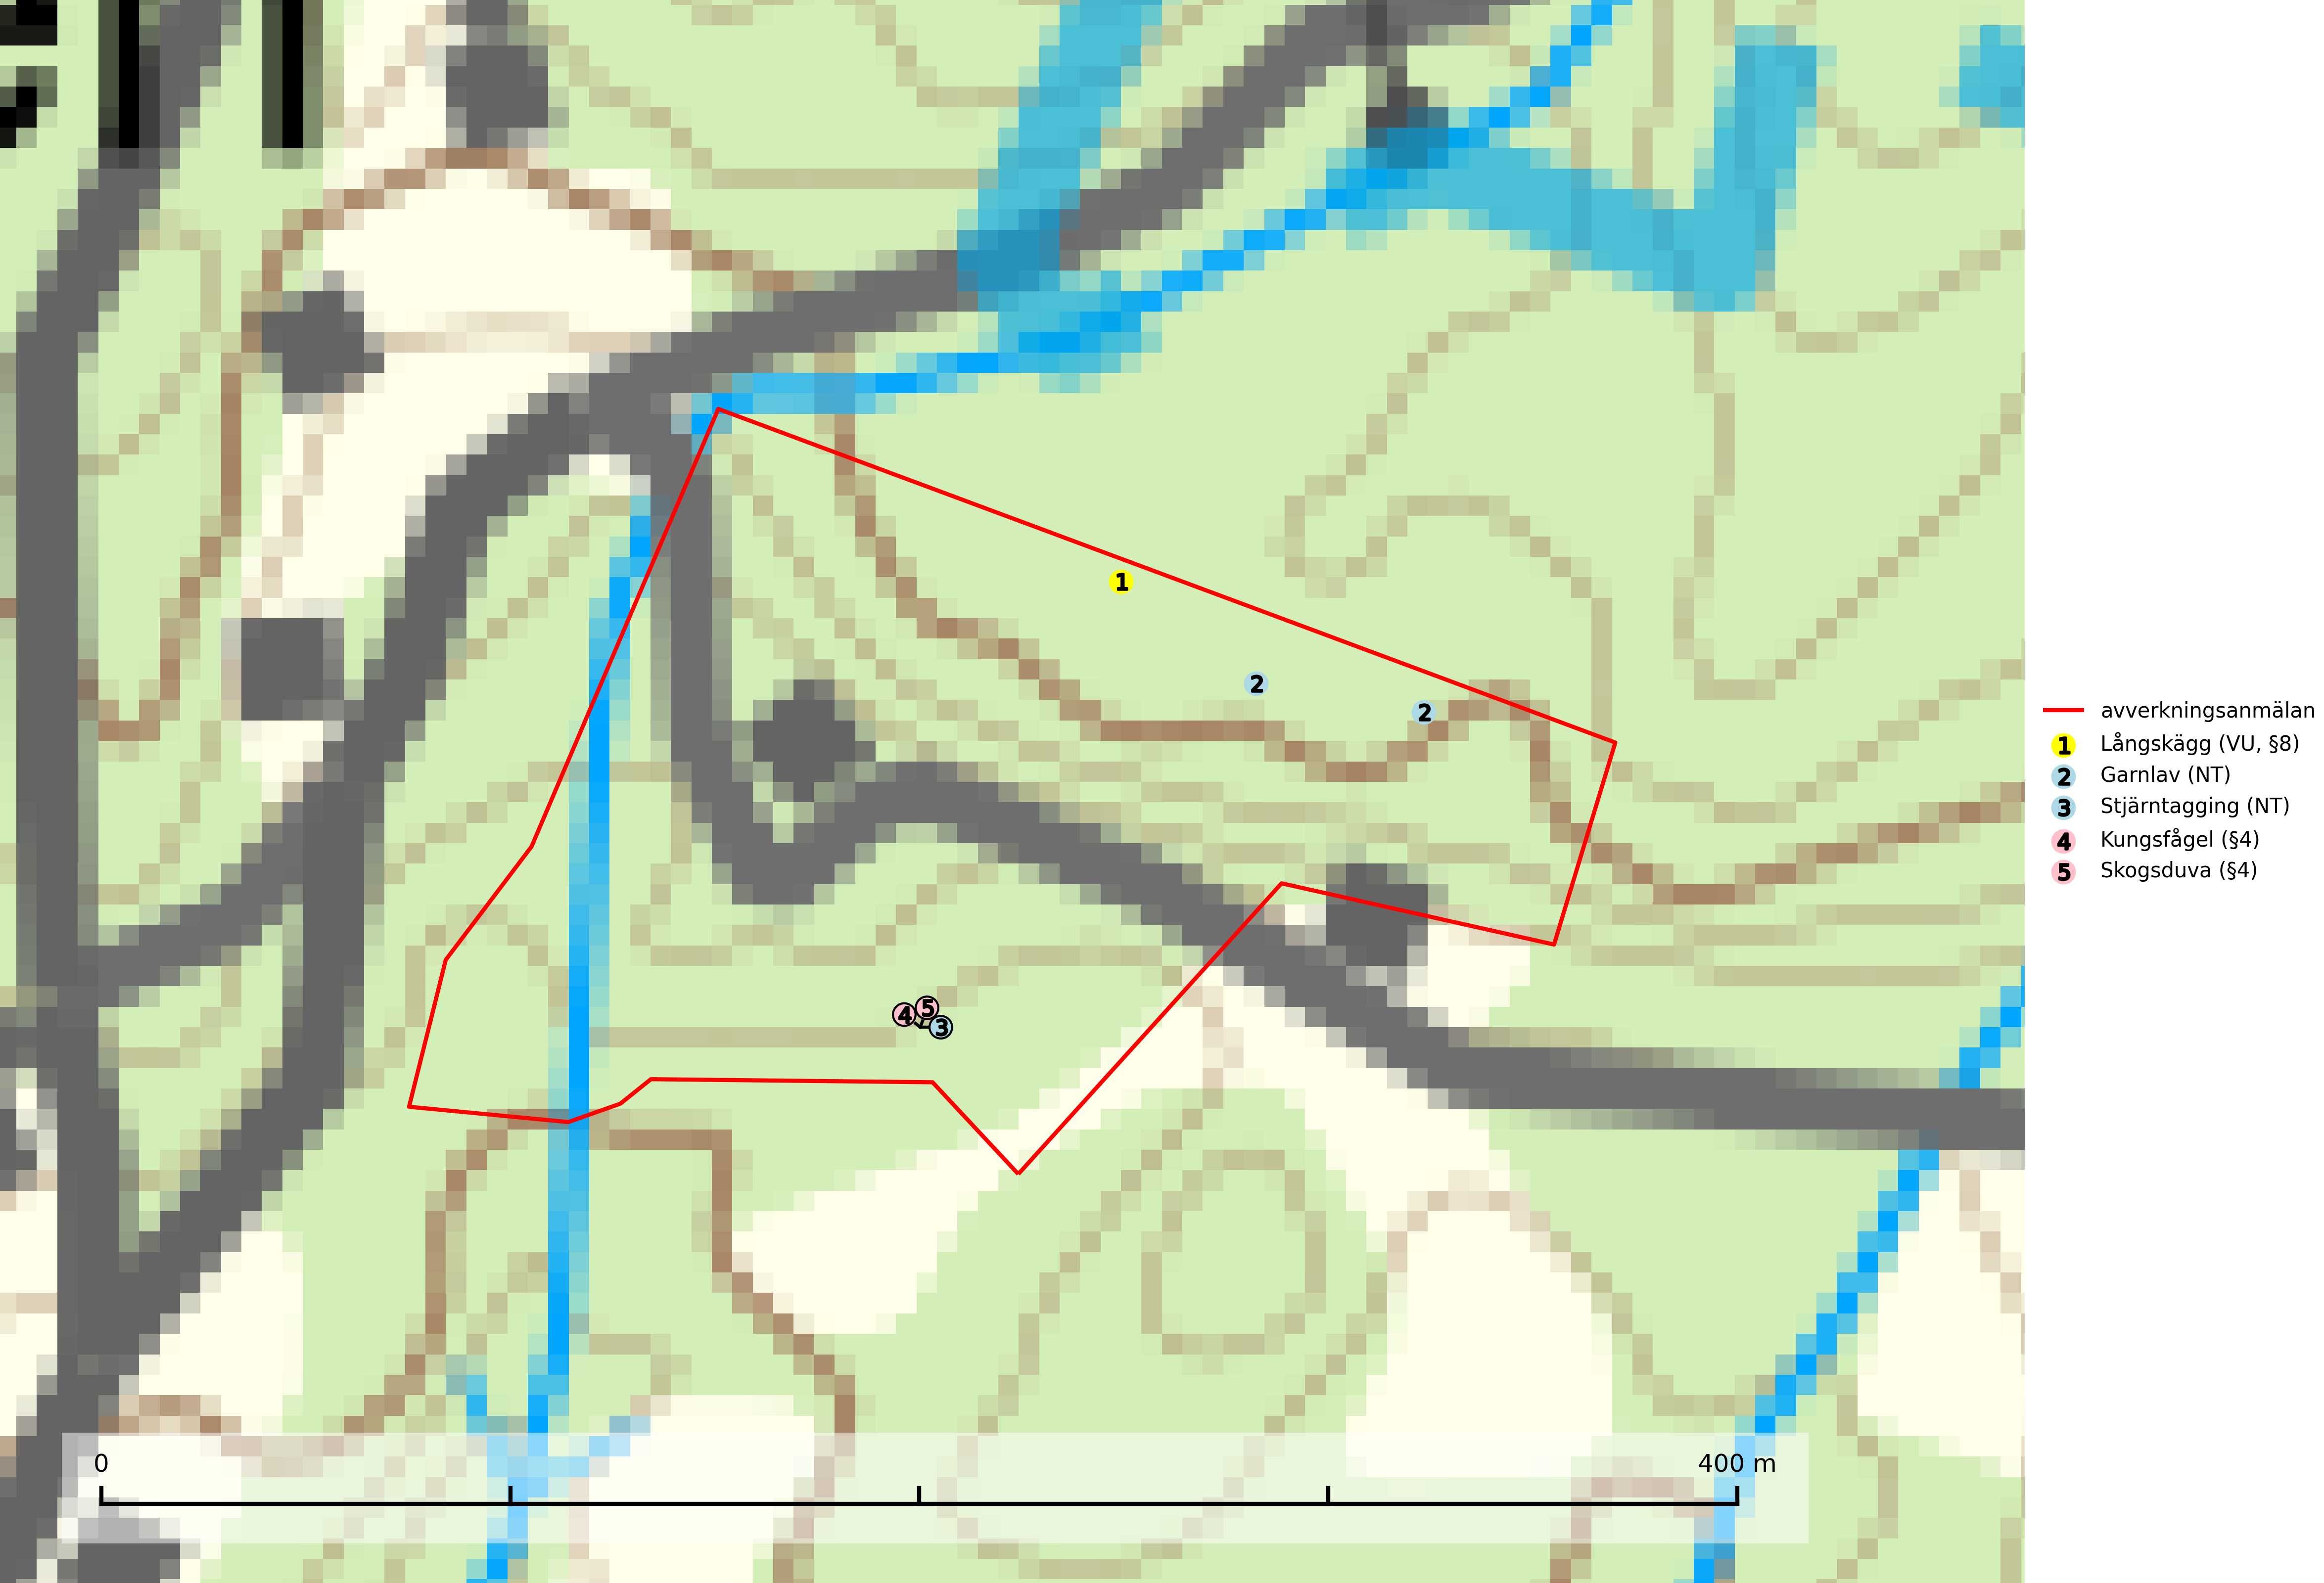 1
2
2
4
5
3
avverkningsanmälan
1 Långskägg (VU, §8)
2 Garnlav (NT)
3 Stjärntagging (NT)
4 Kungsfågel (§4)
5 Skogsduva (§4)
0 400 m